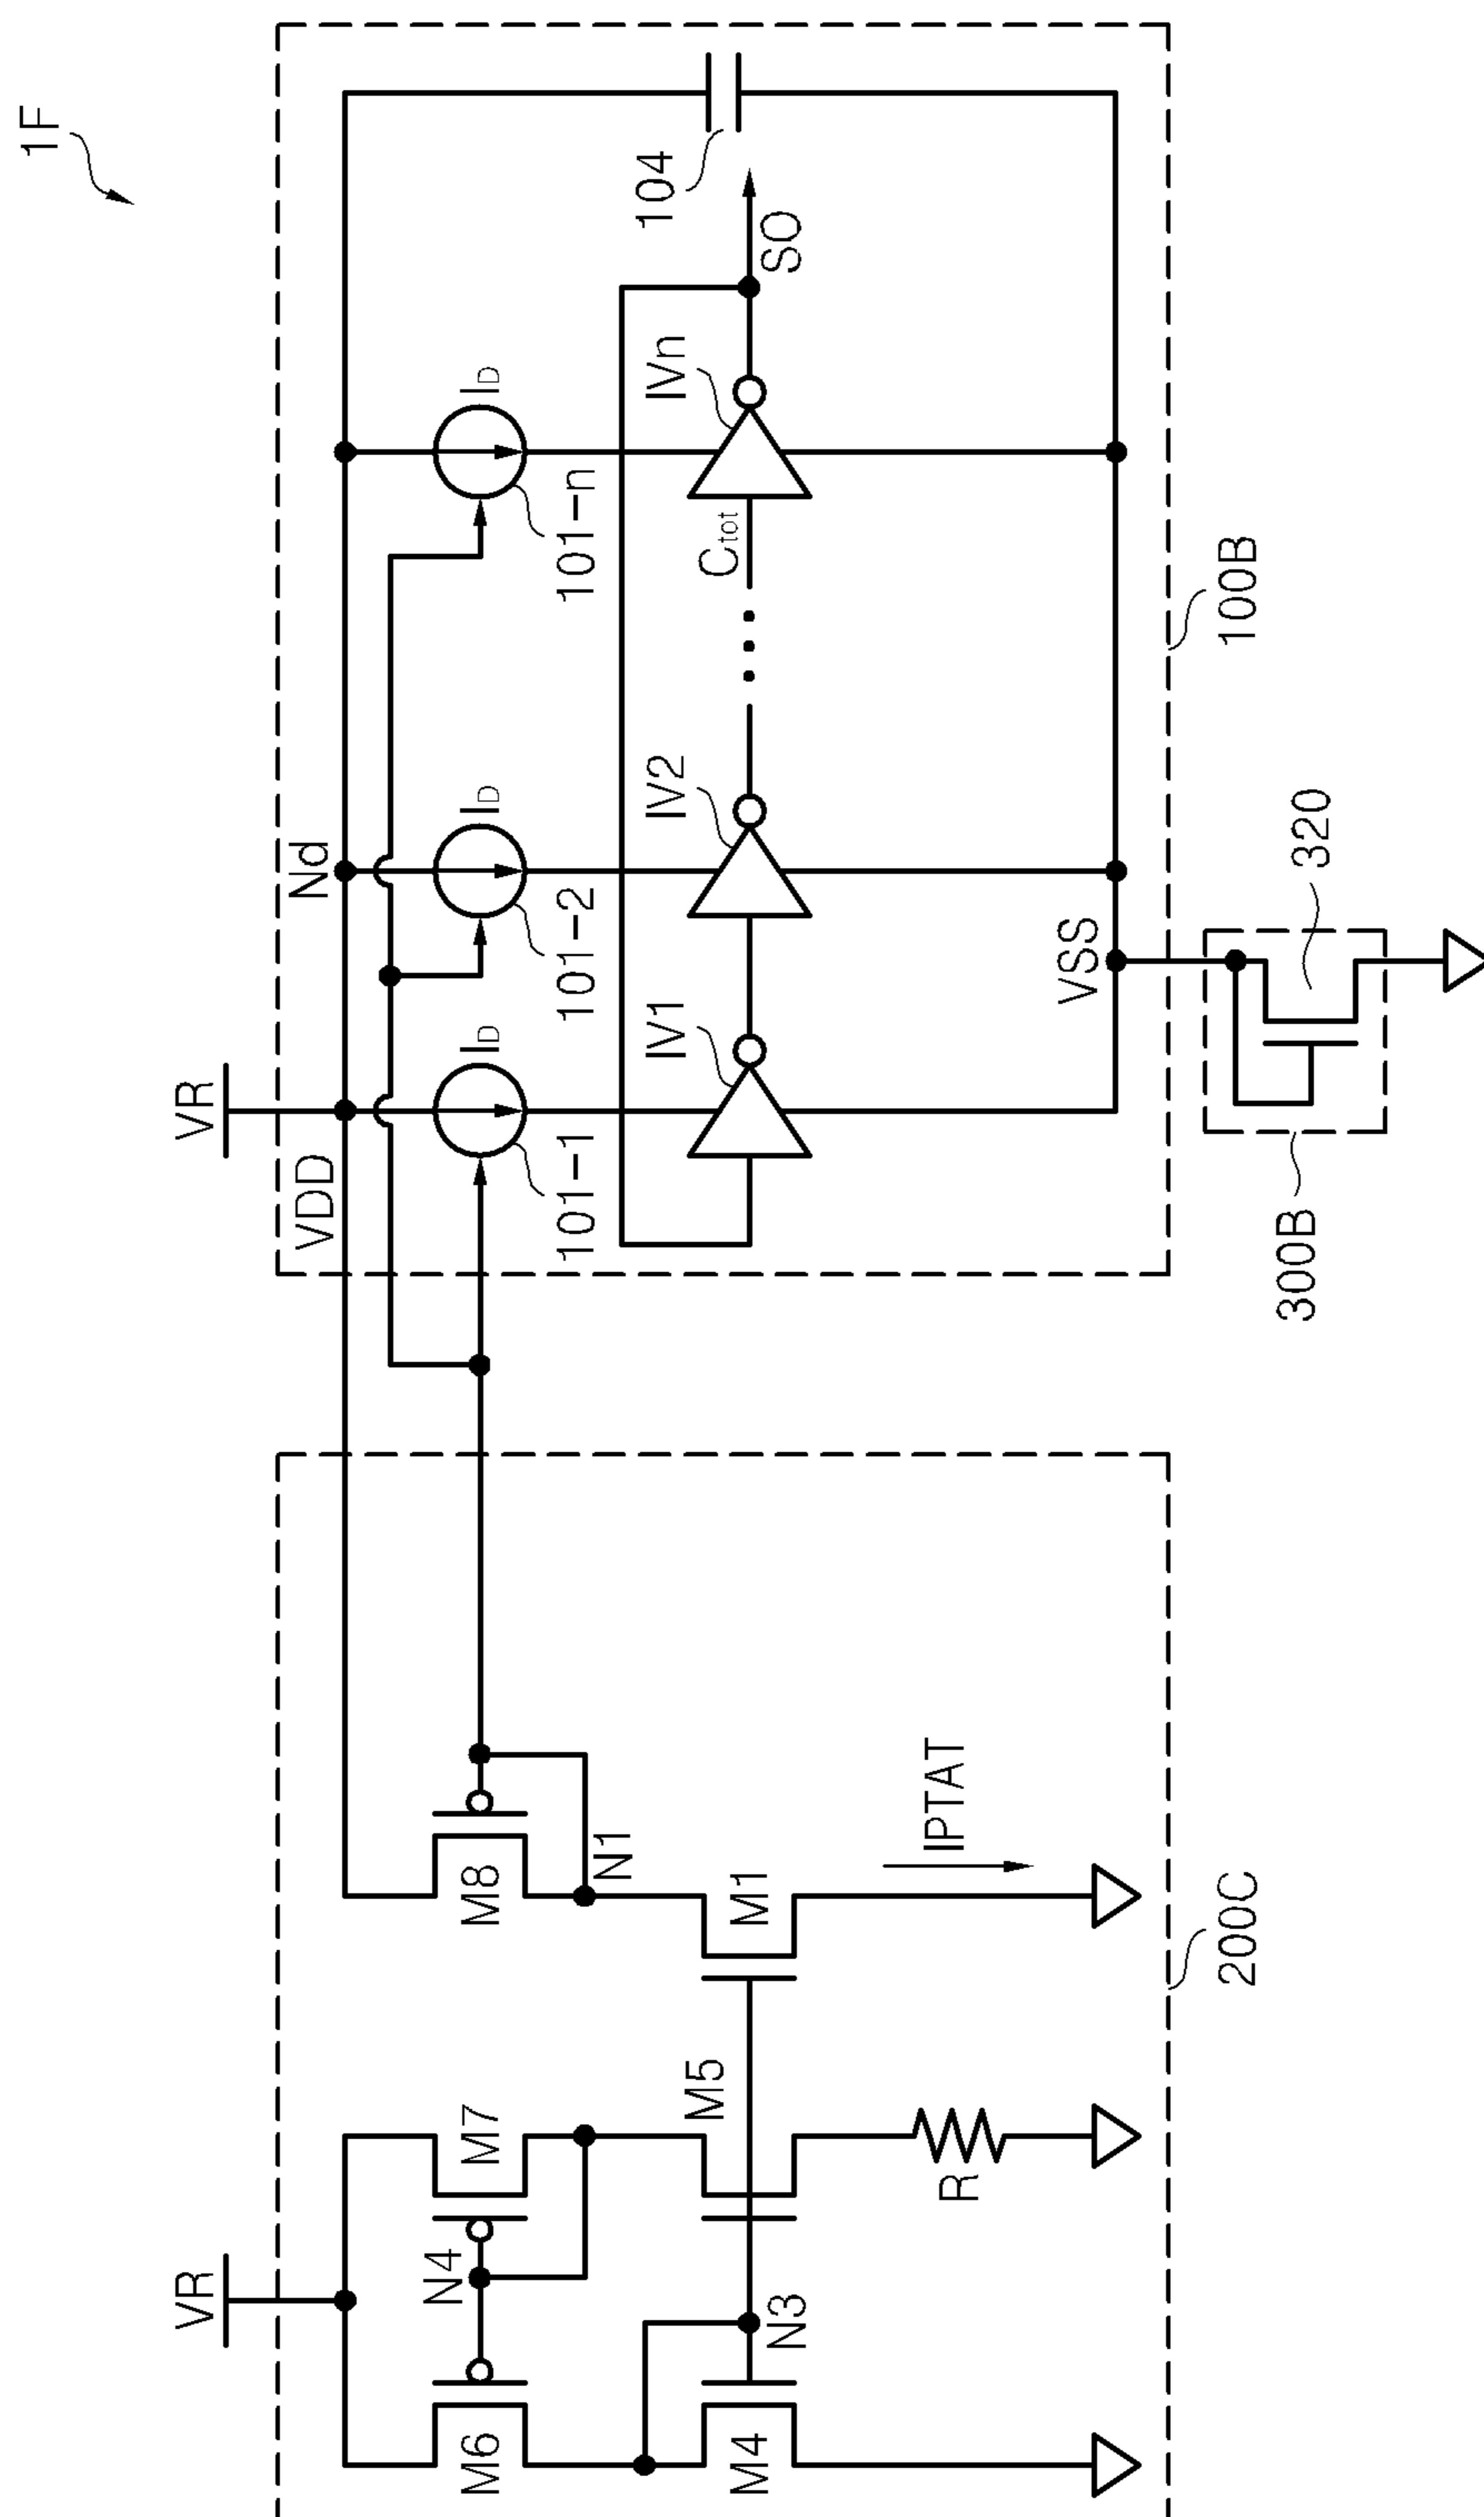 1F
VR
VR
VDD
Nd
M6
N4
M7
M8
N1
ID
ID
ID
101-1
101-2
101-n
IV1
IV2
IVn
104
M4
N3
M5
M1
Ctot
SO
R
IPTAT
VSS
200C
100B
300B
320